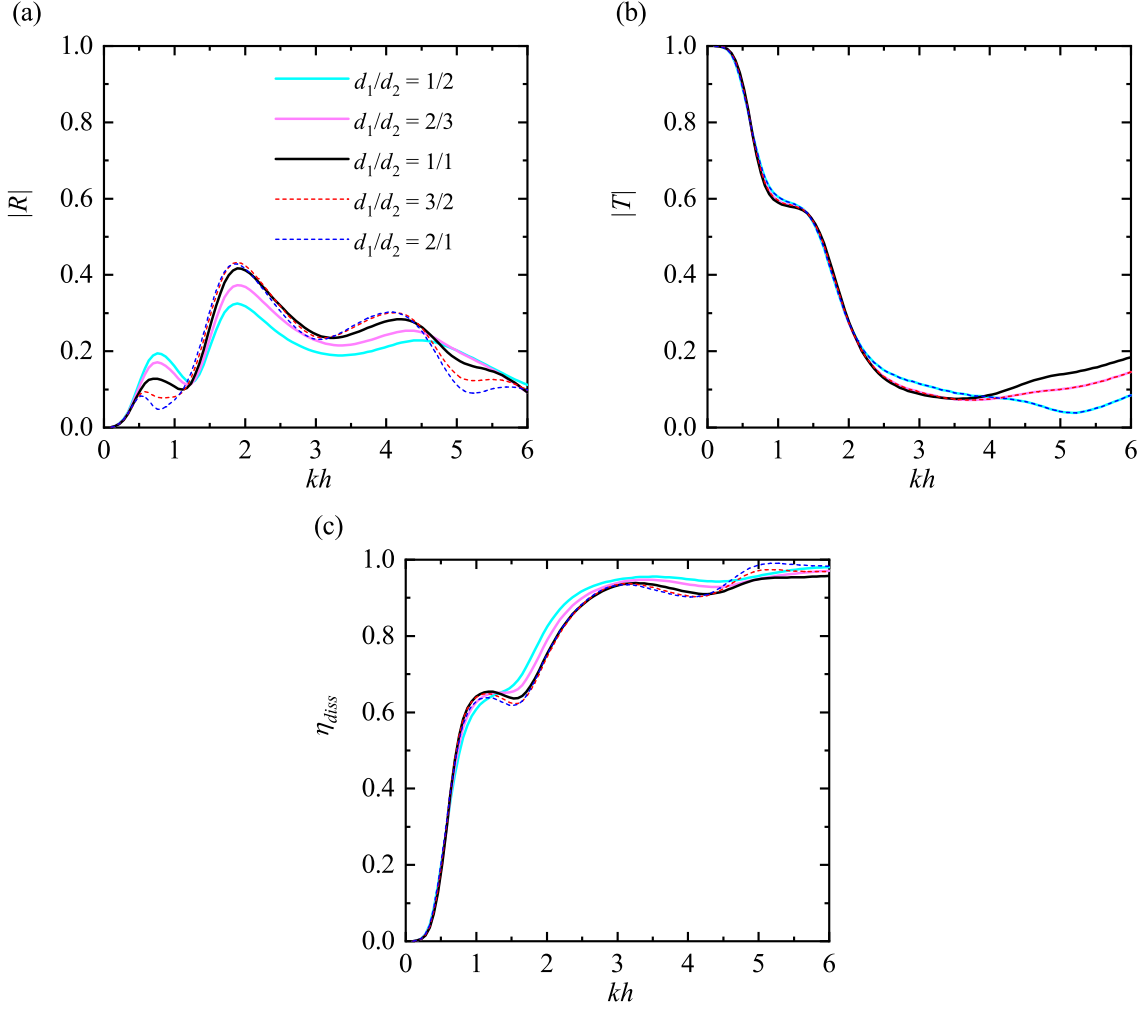 (a)
1.0
0.8
0.6
0.4
0.2
0.0
|R|
d₁/d₂ = 1/2
d₁/d₂ = 2/3
d₁/d₂ = 1/1
d₁/d₂ = 3/2
d₁/d₂ = 2/1
0 1 2 3 4 5 6
kh
(b)
1.0
0.8
0.6
0.4
0.2
0.0
|T|
0 1 2 3 4 5 6
kh
(c)
1.0
0.8
0.6
0.4
0.2
0.0
η_diss
0 1 2 3 4 5 6
kh